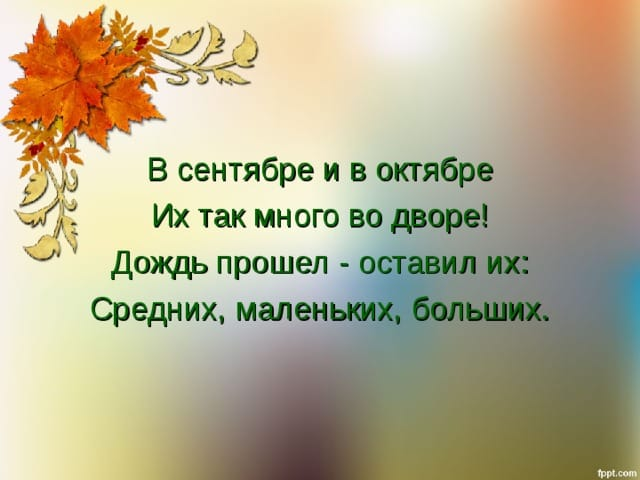 В сентябре и в октябре
Их так много во дворе!
Дождь прошел - оставил их:
Средних, маленьких, больших.
fppt.com